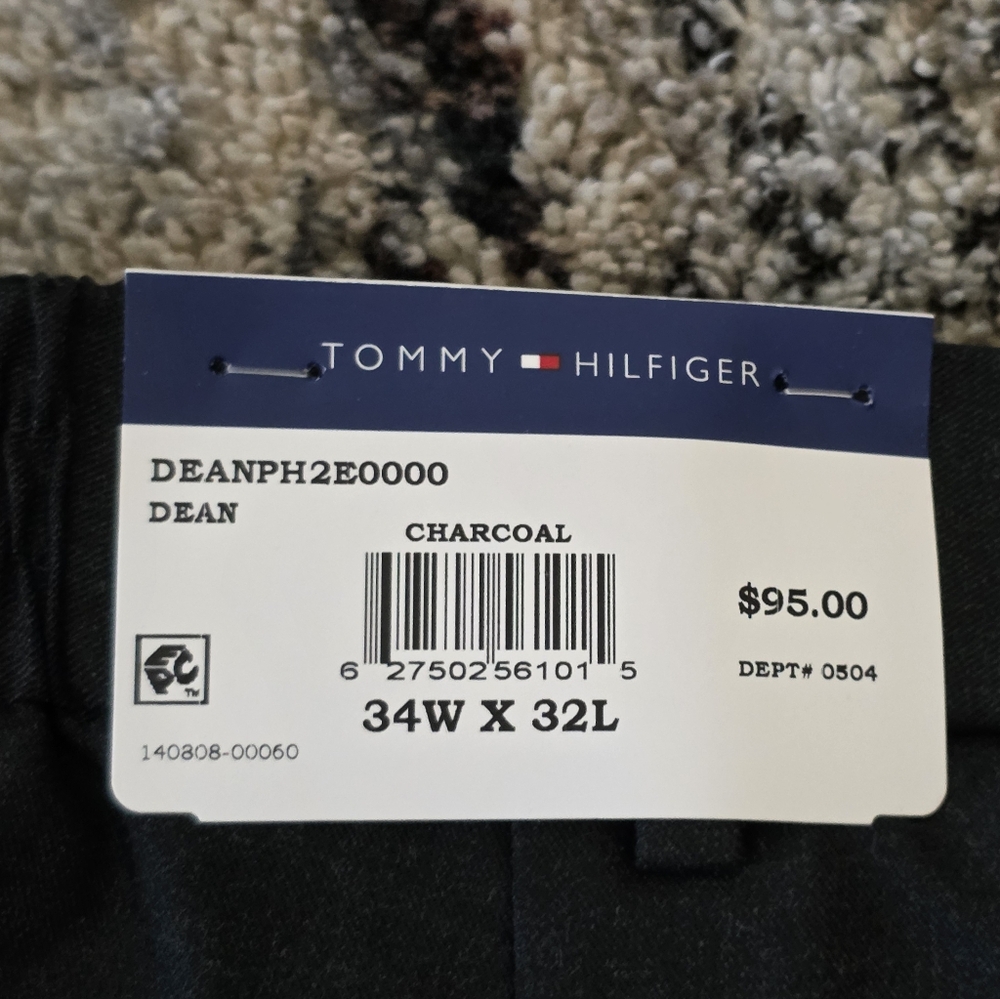 TOMMY HILFIGER
DEANPH2E0000
DEAN
CHARCOAL
$95.00
6 27502 56101 5
DEPT# 0504
34W X 32L
140808-00060